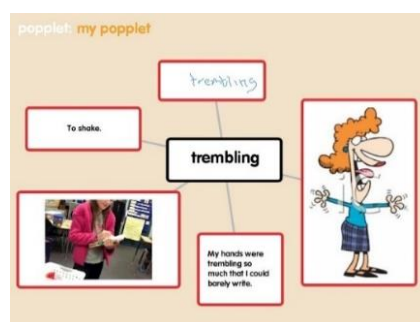 popplet: my popplet
trembling
To shake.
trembling
My hands were
trembling so
much that I could
barely write.